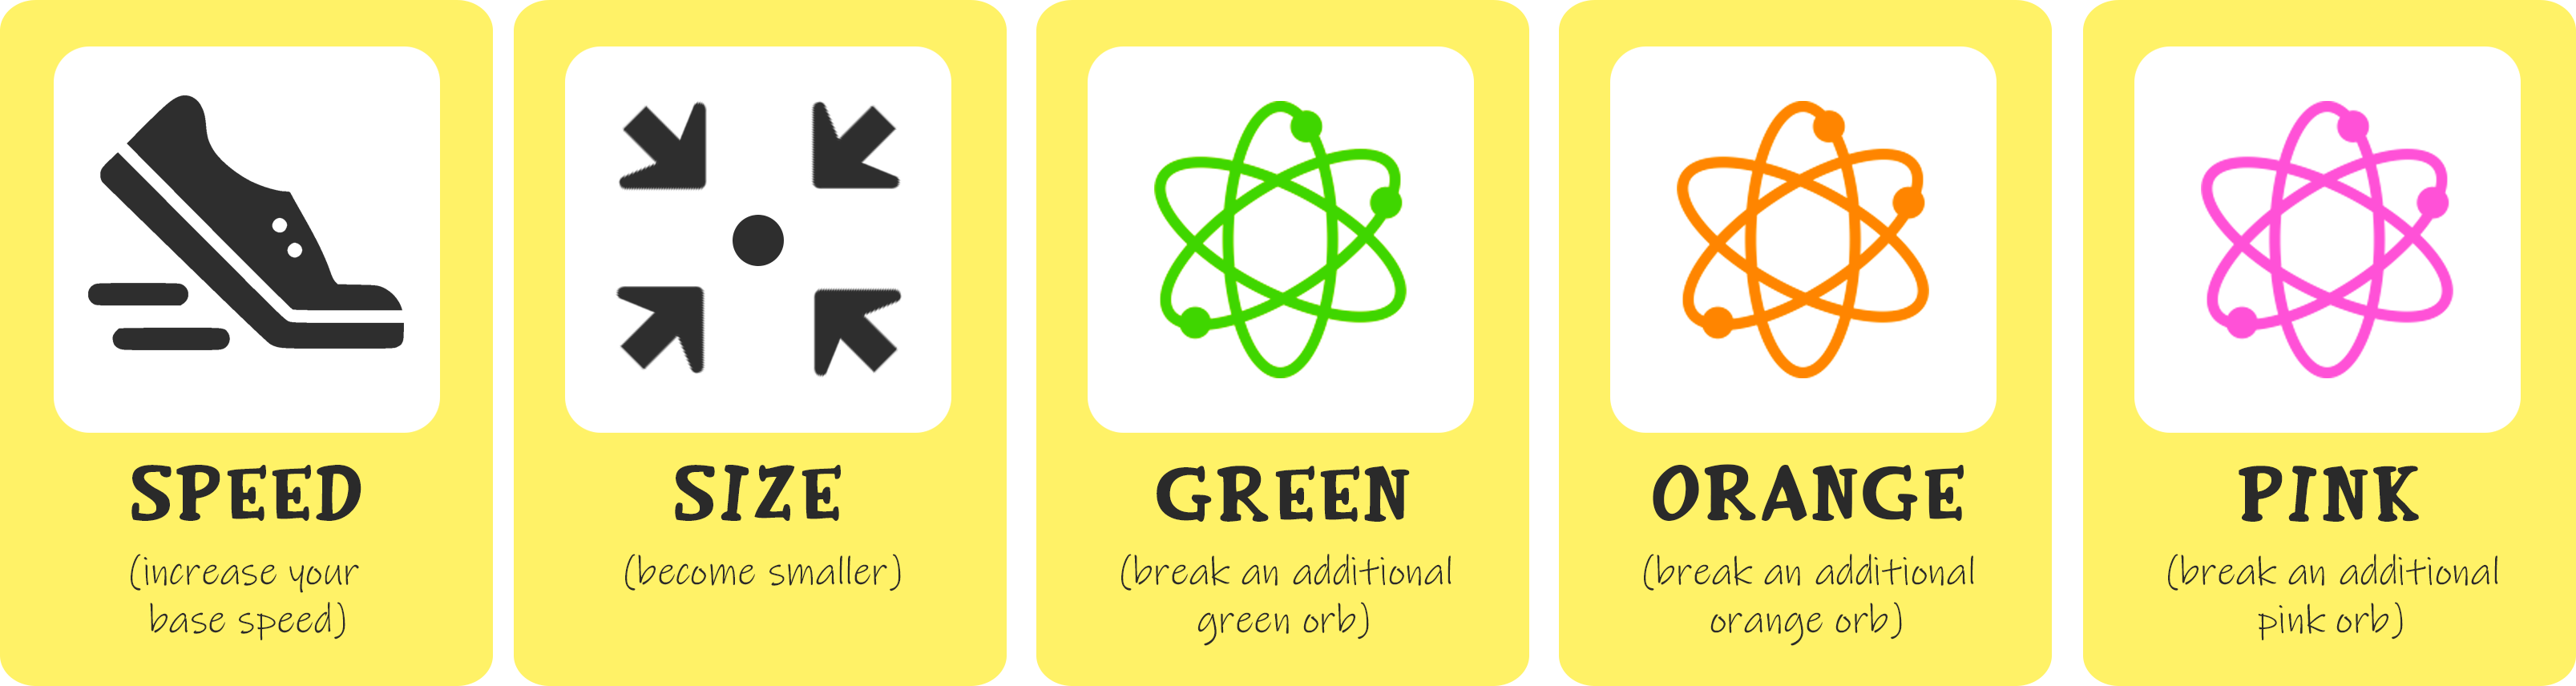 SPEED
(increase your
base speed)
SIZE
(become smaller)
GREEN
(break an additional
green orb)
ORANGE
(break an additional
orange orb)
PINK
(break an additional
pink orb)